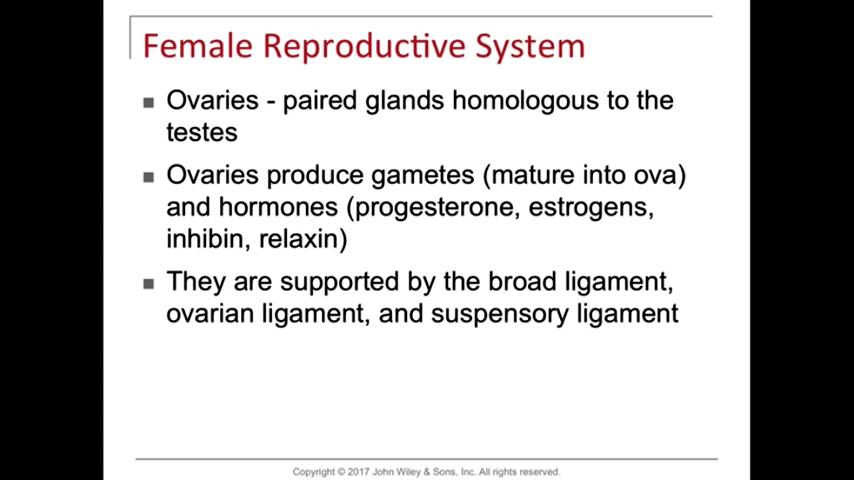 Female Reproductive System
■ Ovaries - paired glands homologous to the
testes
■ Ovaries produce gametes (mature into ova)
and hormones (progesterone, estrogens,
inhibin, relaxin)
■ They are supported by the broad ligament,
ovarian ligament, and suspensory ligament
Copyright © 2017 John Wiley & Sons, Inc. All rights reserved.